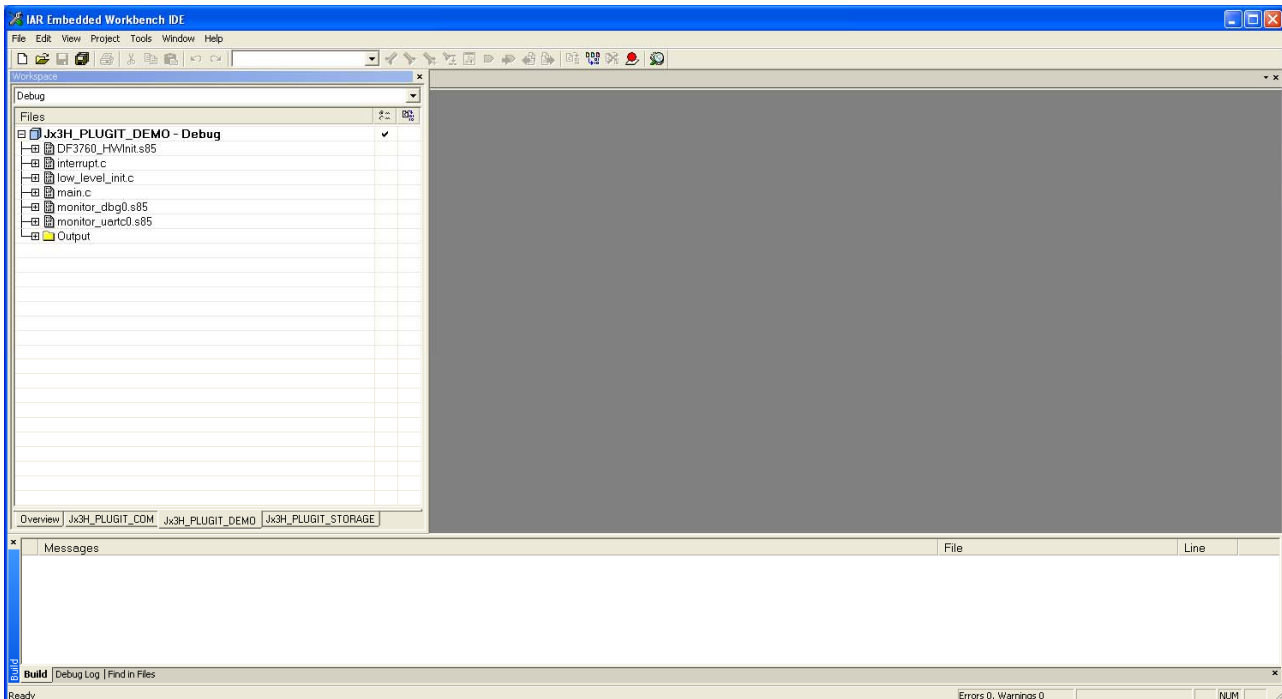 IAR Embedded Workbench IDE
File Edit View Project Tools Window Help
Workspace
Debug
Files
Jx3H_PLUGIT_DEMO - Debug
DF3760_HWInit.s85
interrupt.c
low_level_init.c
main.c
monitor_dbg0.s85
monitor_uartc0.s85
Output
Overview Jx3H_PLUGIT_COM Jx3H_PLUGIT_DEMO Jx3H_PLUGIT_STORAGE
Messages File Line
Build
Build Debug Log Find in Files
Ready Errors 0, Warnings 0 NUM